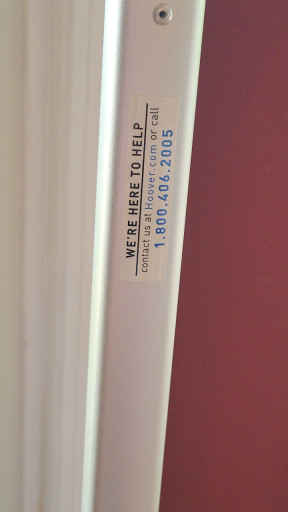 WE'RE HERE TO HELP
contact us at Hoover.com or call
1.800.406.2005